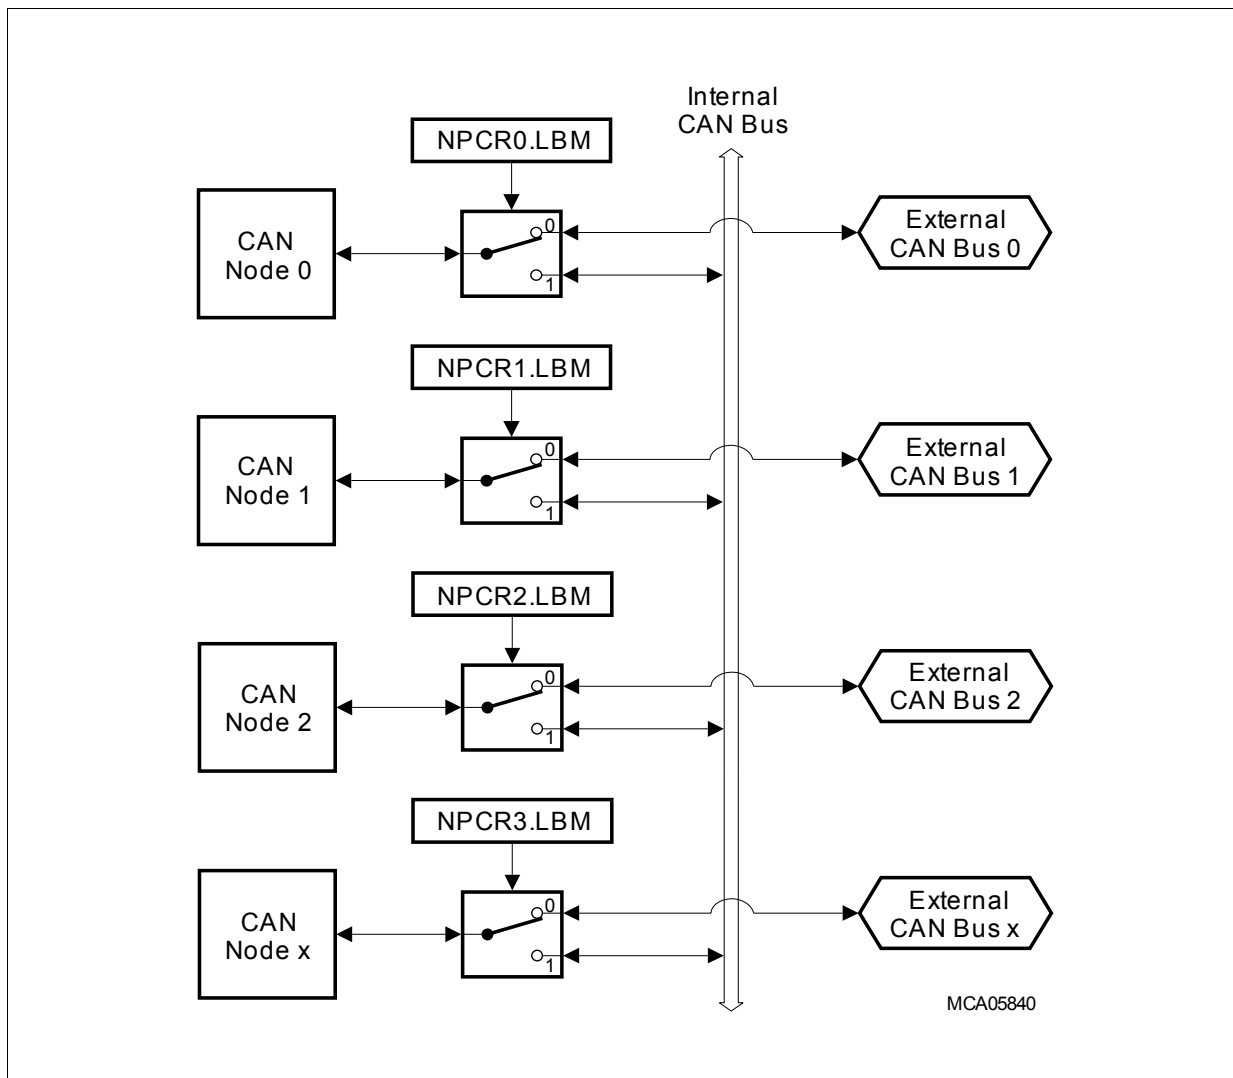 Internal
CAN Bus
NPCR0.LBM
CAN
Node 0
0
1
External
CAN Bus 0
NPCR1.LBM
CAN
Node 1
0
1
External
CAN Bus 1
NPCR2.LBM
CAN
Node 2
0
1
External
CAN Bus 2
NPCR3.LBM
CAN
Node x
0
1
External
CAN Bus x
MCA05840